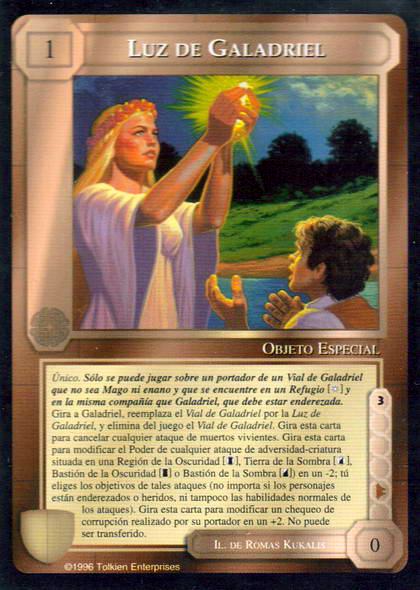 1
LUZ DE GALADRIEL
OBJETO ESPECIAL
Único. Sólo se puede jugar sobre un portador de un Vial de Galadriel
que no sea Mago ni enano y que se encuentre en un Refugio [ ] y
en la misma compañía que Galadriel, que debe estar enderezada.
Gira a Galadriel, reemplaza el Vial de Galadriel por la Luz de
Galadriel, y elimina del juego el Vial de Galadriel. Gira esta carta
para cancelar cualquier ataque de muertos vivientes. Gira esta carta
para modificar el Poder de cualquier ataque de adversidad-criatura
situada en una Región de la Oscuridad [ ], Tierra de la Sombra [ ],
Bastión de la Oscuridad [ ] o Bastión de la Sombra [ ]) en un -2; tú
eliges los objetivos de tales ataques (no importa si los personajes
están enderezados o heridos, ni tampoco las habilidades normales de
los ataques). Gira esta carta para modificar un chequeo de
corrupción realizado por su portador en un +2. No puede
ser transferido.
3
IL. DE ROMAS KUKALIS
0
©1996 Tolkien Enterprises